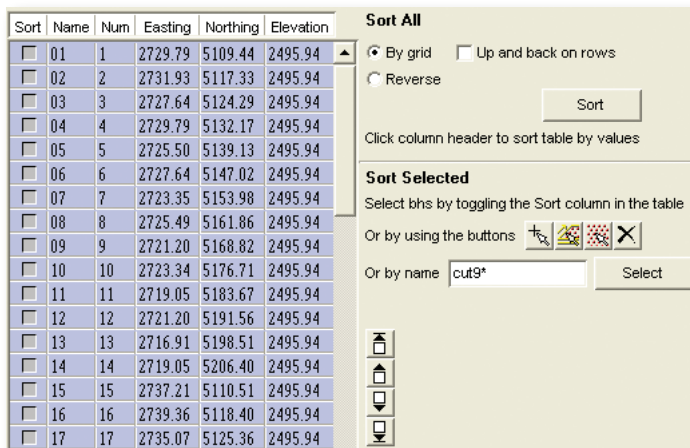 Sort Name Num Easting Northing Elevation
01 1 2729.79 5109.44 2495.94
02 2 2731.93 5117.33 2495.94
03 3 2727.64 5124.29 2495.94
04 4 2729.79 5132.17 2495.94
05 5 2725.50 5139.13 2495.94
06 6 2727.64 5147.02 2495.94
07 7 2723.35 5153.98 2495.94
08 8 2725.49 5161.86 2495.94
09 9 2721.20 5168.82 2495.94
10 10 2723.34 5176.71 2495.94
11 11 2719.05 5183.67 2495.94
12 12 2721.20 5191.56 2495.94
13 13 2716.91 5198.51 2495.94
14 14 2719.05 5206.40 2495.94
15 15 2737.21 5110.51 2495.94
16 16 2739.36 5118.40 2495.94
17 17 2735.07 5125.36 2495.94
Sort All
By grid Up and back on rows
Reverse
Sort
Click column header to sort table by values
Sort Selected
Select bhs by toggling the Sort column in the table
Or by using the buttons
Or by name cut9* Select